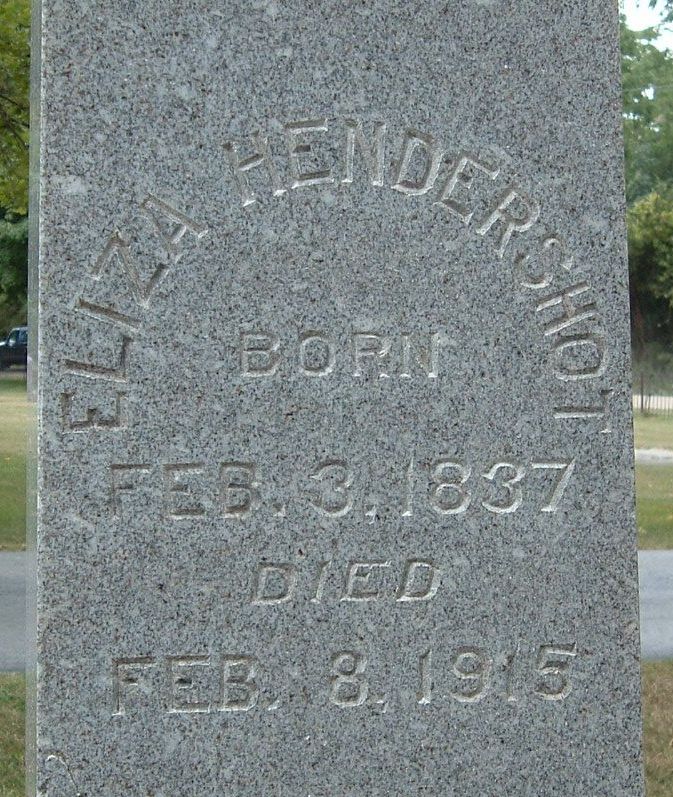 ELIZA HENDERSHOT
BORN
FEB. 3, 1837
DIED
FEB. 8, 1915